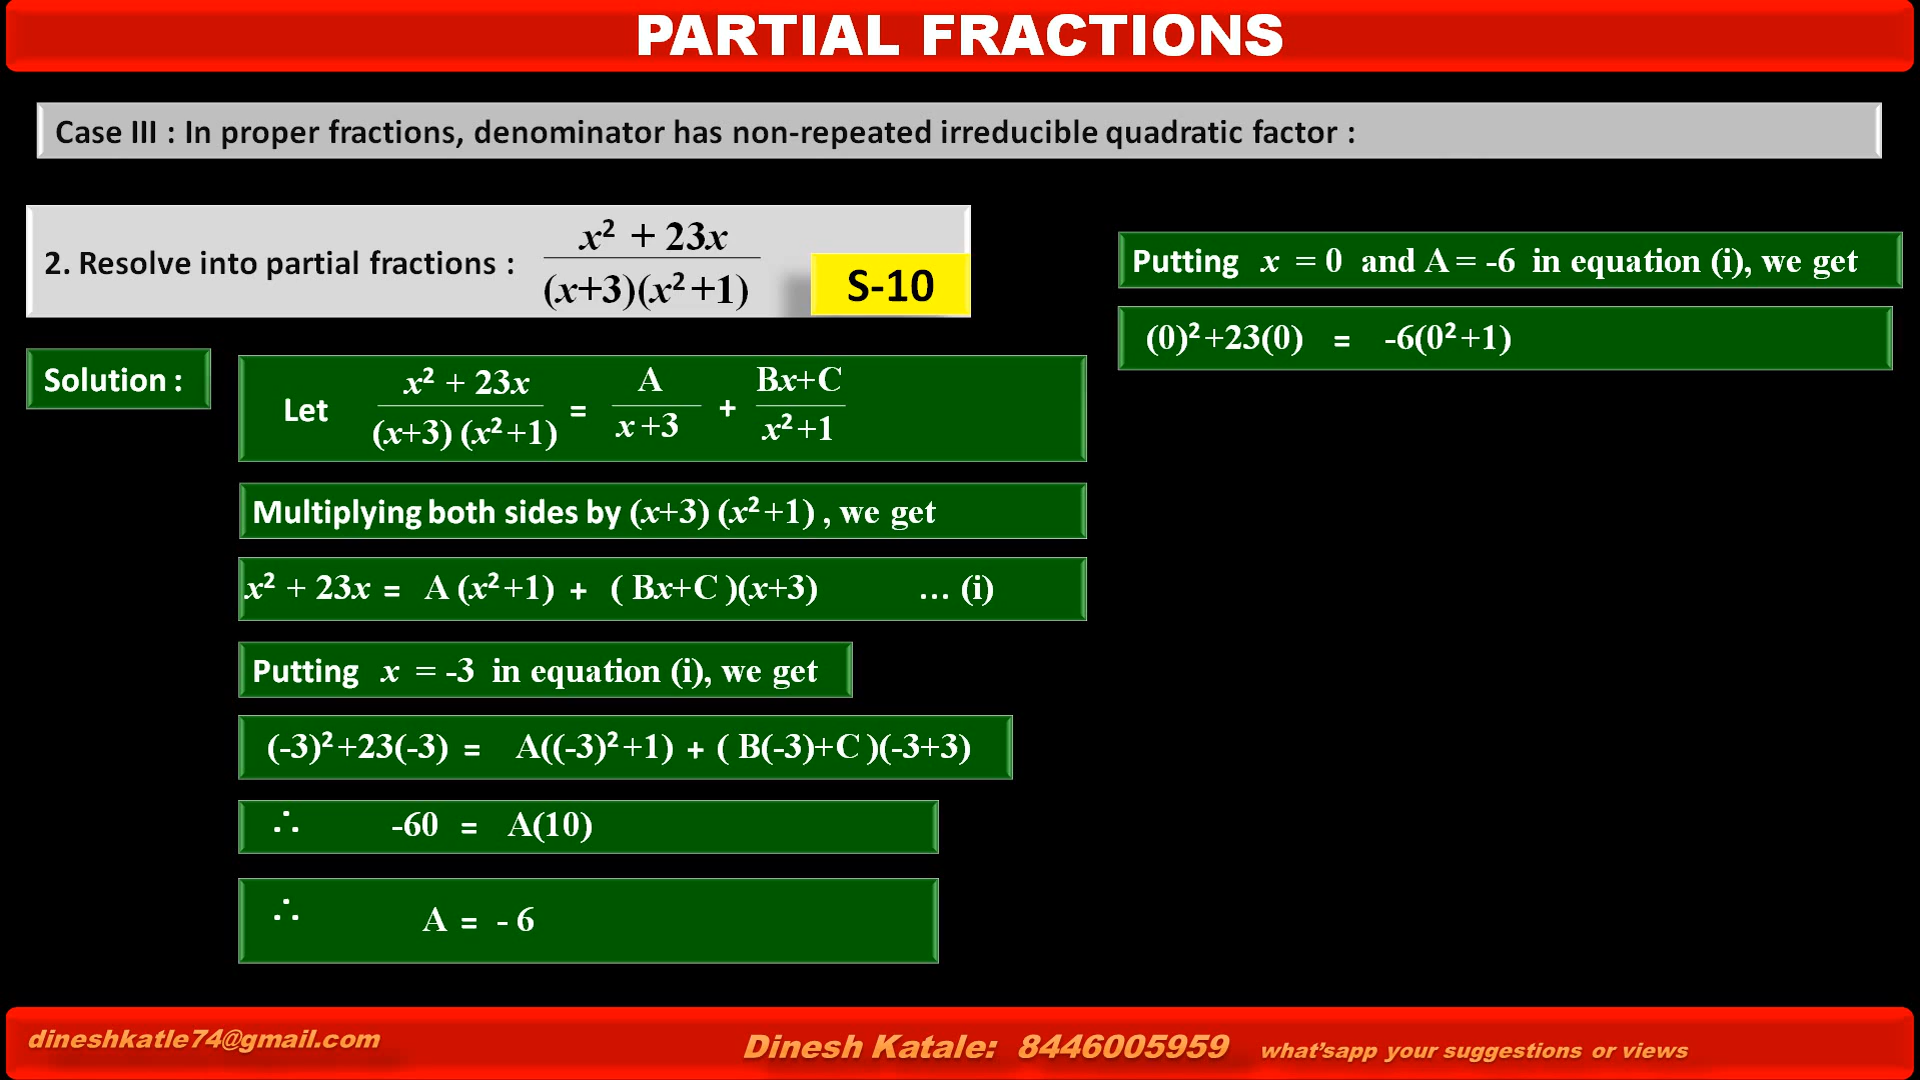 PARTIAL FRACTIONS
Case III : In proper fractions, denominator has non-repeated irreducible quadratic factor :
2. Resolve into partial fractions : (x² + 23x) / ((x+3)(x²+1))
S-10
Solution :
Let (x² + 23x) / ((x+3) (x²+1)) = A / (x+3) + (Bx+C) / (x²+1)
Multiplying both sides by (x+3) (x²+1) , we get
x² + 23x = A (x²+1) + ( Bx+C )(x+3) ... (i)
Putting x = -3 in equation (i), we get
(-3)²+23(-3) = A((-3)²+1) + ( B(-3)+C )(-3+3)
∴ -60 = A(10)
∴ A = - 6
Putting x = 0 and A = -6 in equation (i), we get
(0)²+23(0) = -6(0²+1)
dineshkatle74@gmail.com
Dinesh Katale: 8446005959 what'sapp your suggestions or views